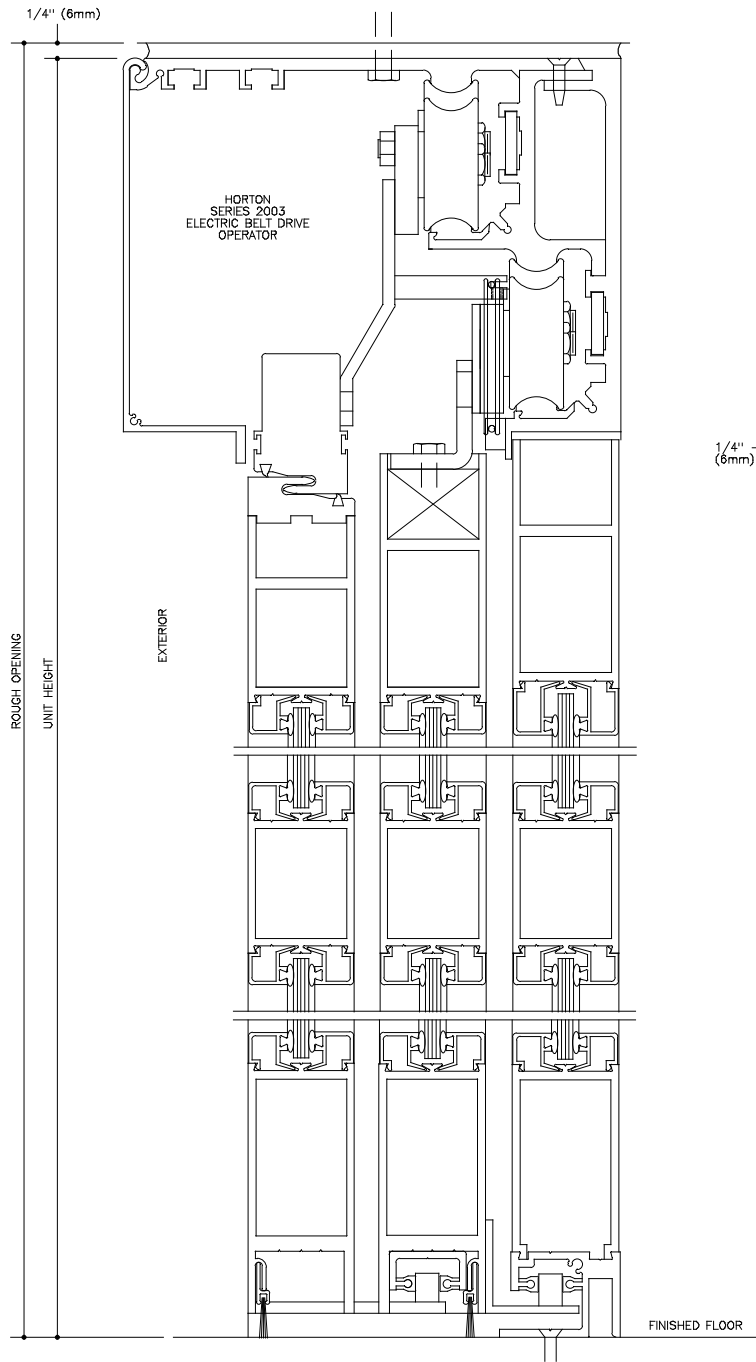 1/4" (6mm)
HORTON
SERIES 2003
ELECTRIC BELT DRIVE
OPERATOR
1/4"
(6mm)
EXTERIOR
ROUGH OPENING
UNIT HEIGHT
FINISHED FLOOR